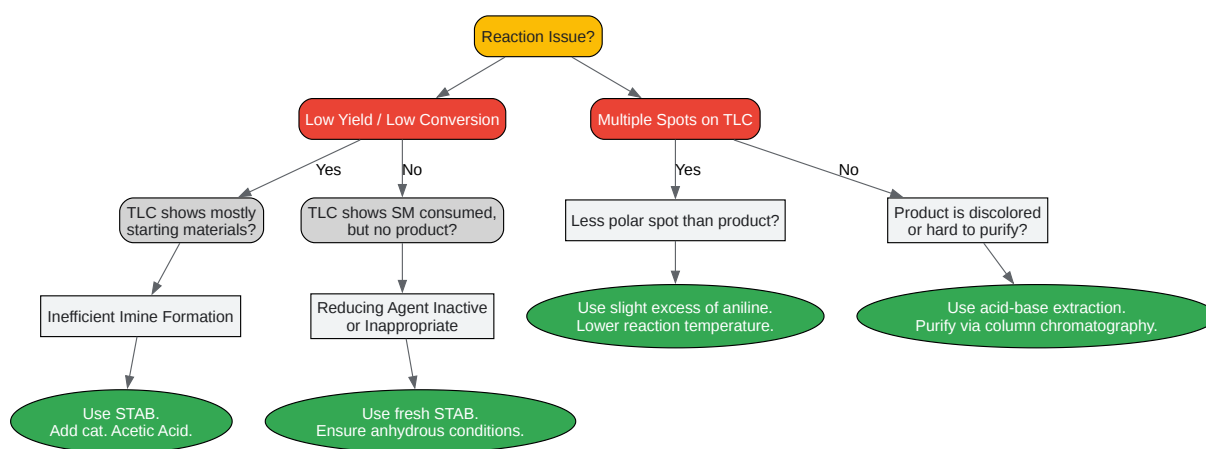 Reaction Issue?
Low Yield / Low Conversion
Multiple Spots on TLC
Yes
No
Yes
No
TLC shows mostly
starting materials?
TLC shows SM consumed,
but no product?
Less polar spot than product?
Product is discolored
or hard to purify?
Inefficient Imine Formation
Reducing Agent Inactive
or Inappropriate
Use slight excess of aniline.
Lower reaction temperature.
Use acid-base extraction.
Purify via column chromatography.
Use STAB.
Add cat. Acetic Acid.
Use fresh STAB.
Ensure anhydrous conditions.